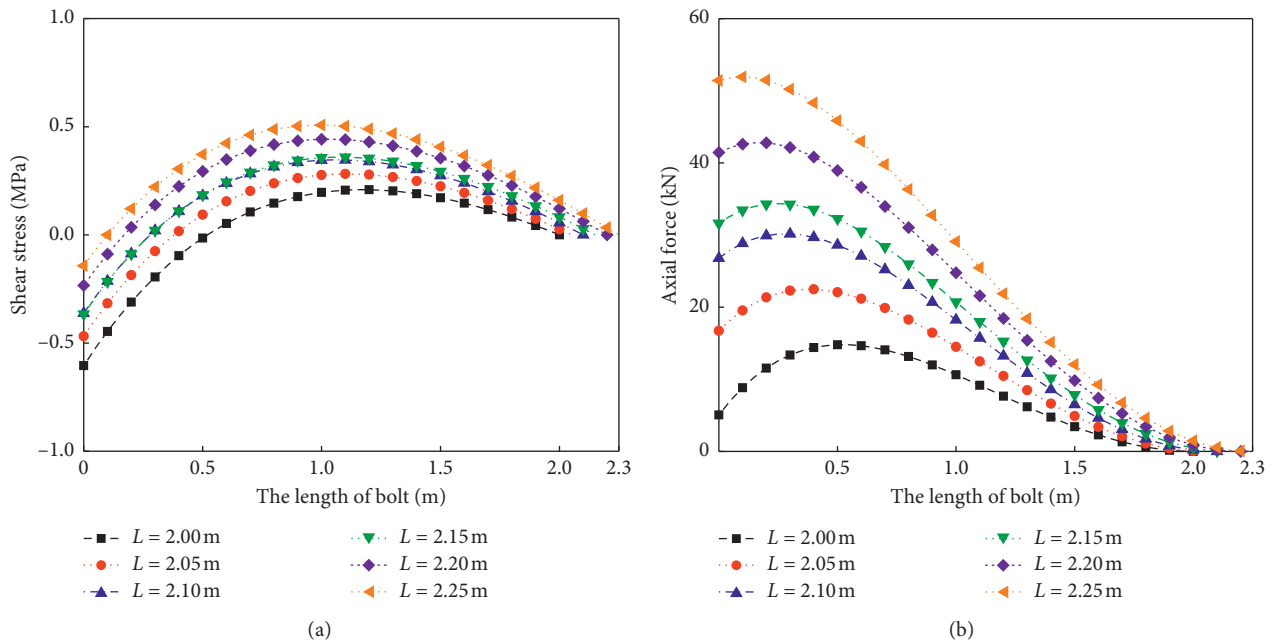 1.0
0.5
0.0
−0.5
−1.0
Shear stress (MPa)
0 0.5 1.0 1.5 2.0 2.3
The length of bolt (m)
L = 2.00 m
L = 2.05 m
L = 2.10 m
L = 2.15 m
L = 2.20 m
L = 2.25 m
(a)
60
40
20
0
Axial force (kN)
0.5 1.0 1.5 2.0 2.3
The length of bolt (m)
L = 2.00 m
L = 2.05 m
L = 2.10 m
L = 2.15 m
L = 2.20 m
L = 2.25 m
(b)